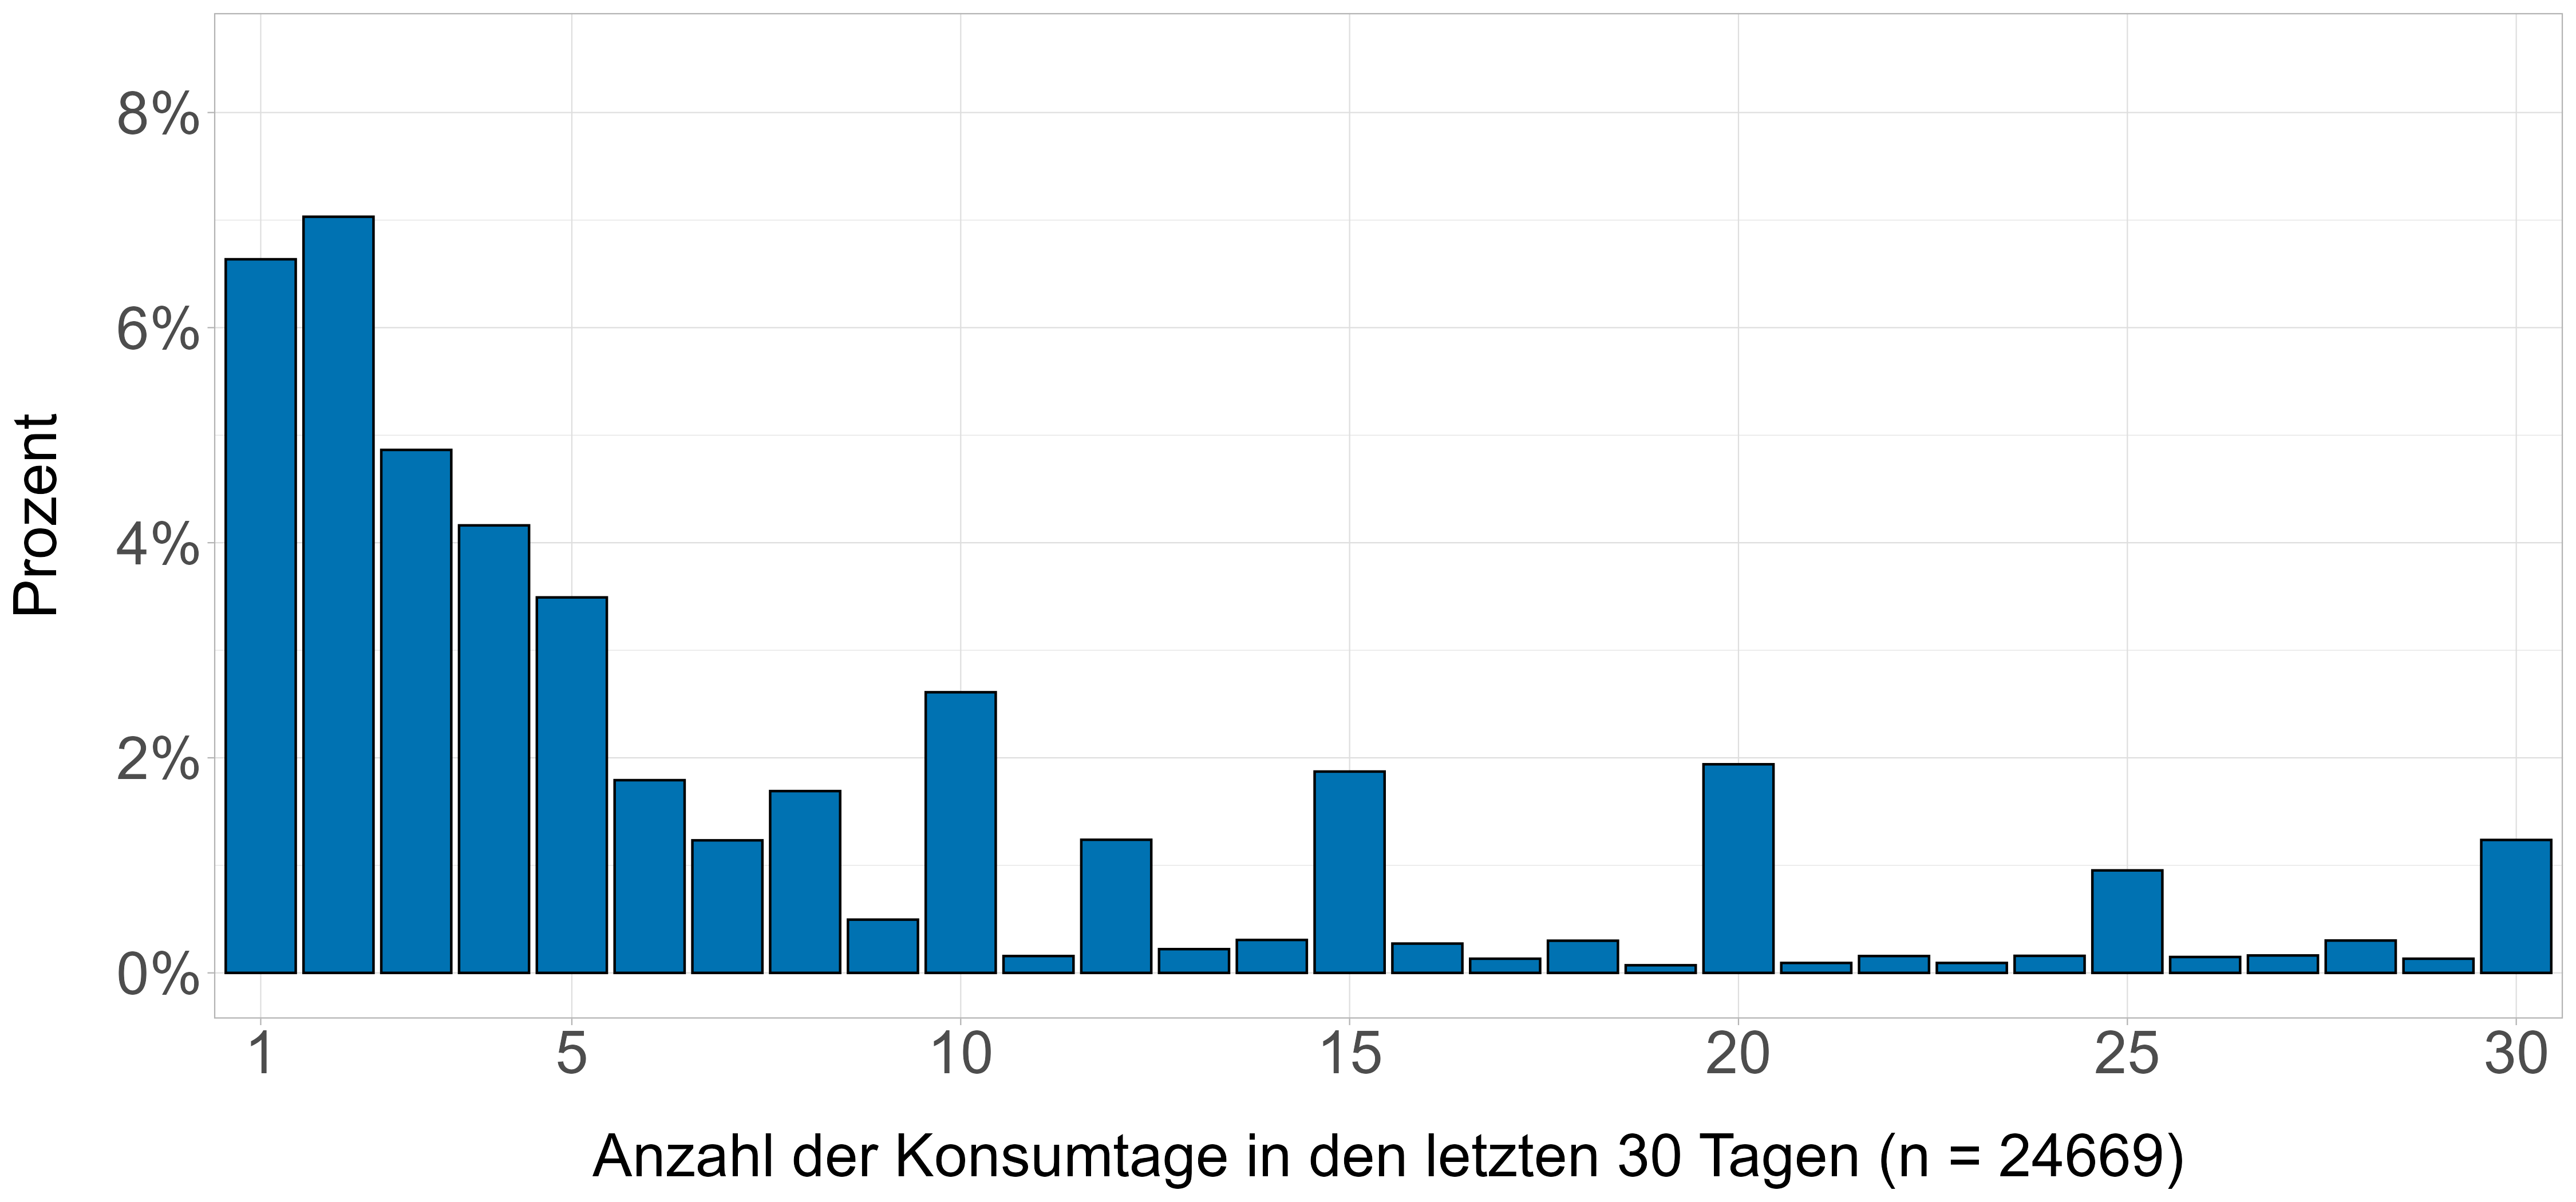 Prozent
8%
6%
4%
2%
0%
1 5 10 15 20 25 30
Anzahl der Konsumtage in den letzten 30 Tagen (n = 24669)